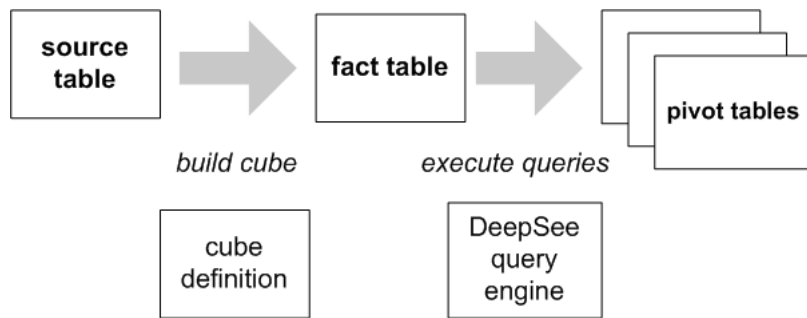 source
table
fact table
pivot tables
build cube
execute queries
cube
definition
DeepSee
query
engine